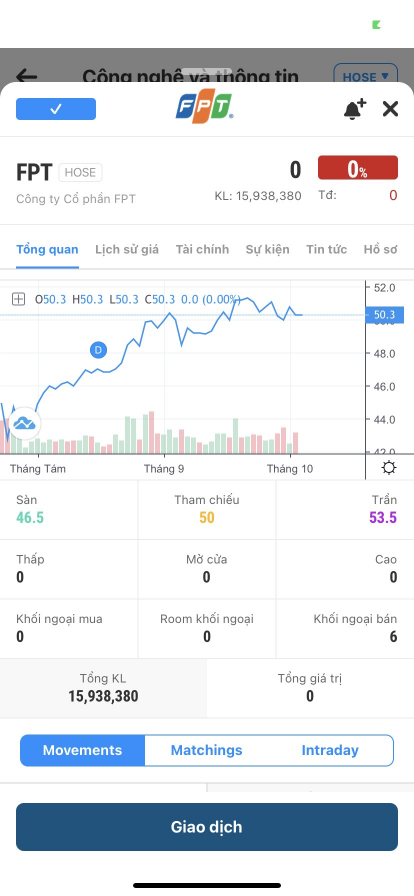 Công nghệ và thông tin
HOSE ▼
FPT
FPT HOSE
Công ty Cổ phần FPT
0
KL: 15,938,380
0%
Tđ: 0
Tổng quan Lịch sử giá Tài chính Sự kiện Tin tức Hồ sơ
O50.3 H50.3 L50.3 C50.3 0.0 (0.00%)
52.0
50.3
48.0
46.0
44.0
42.0
D
Tháng Tám Tháng 9 Tháng 10
Sàn Tham chiếu Trần
46.5 50 53.5
Thấp Mở cửa Cao
0 0 0
Khối ngoại mua Room khối ngoại Khối ngoại bán
0 0 6
Tổng KL Tổng giá trị
15,938,380 0
Movements Matchings Intraday
Giao dịch